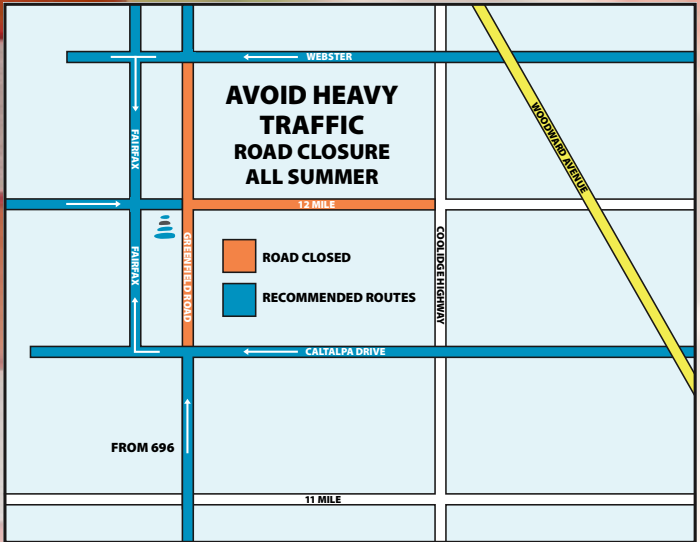 WEBSTER
AVOID HEAVY
TRAFFIC
ROAD CLOSURE
ALL SUMMER
WOODWARD AVENUE
FAIRFAX
12 MILE
FAIRFAX
GREENFIELD ROAD
ROAD CLOSED
RECOMMENDED ROUTES
COOLIDGE HIGHWAY
CALTALPA DRIVE
FROM 696
11 MILE